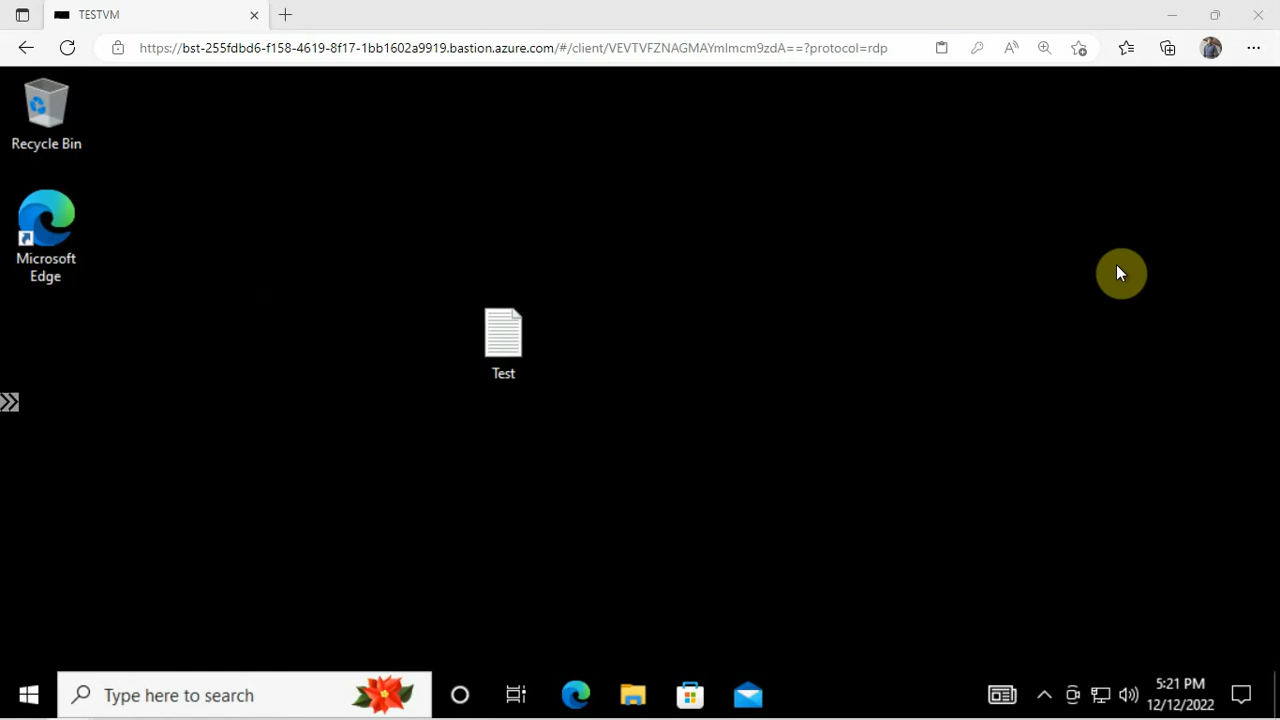 TESTVM
https://bst-255fdbd6-f158-4619-8f17-1bb1602a9919.bastion.azure.com/#/client/VEVTVFZNAGMAYmlmcm9zdA==?protocol=rdp
Recycle Bin
Microsoft
Edge
Test
Type here to search
5:21 PM
12/12/2022